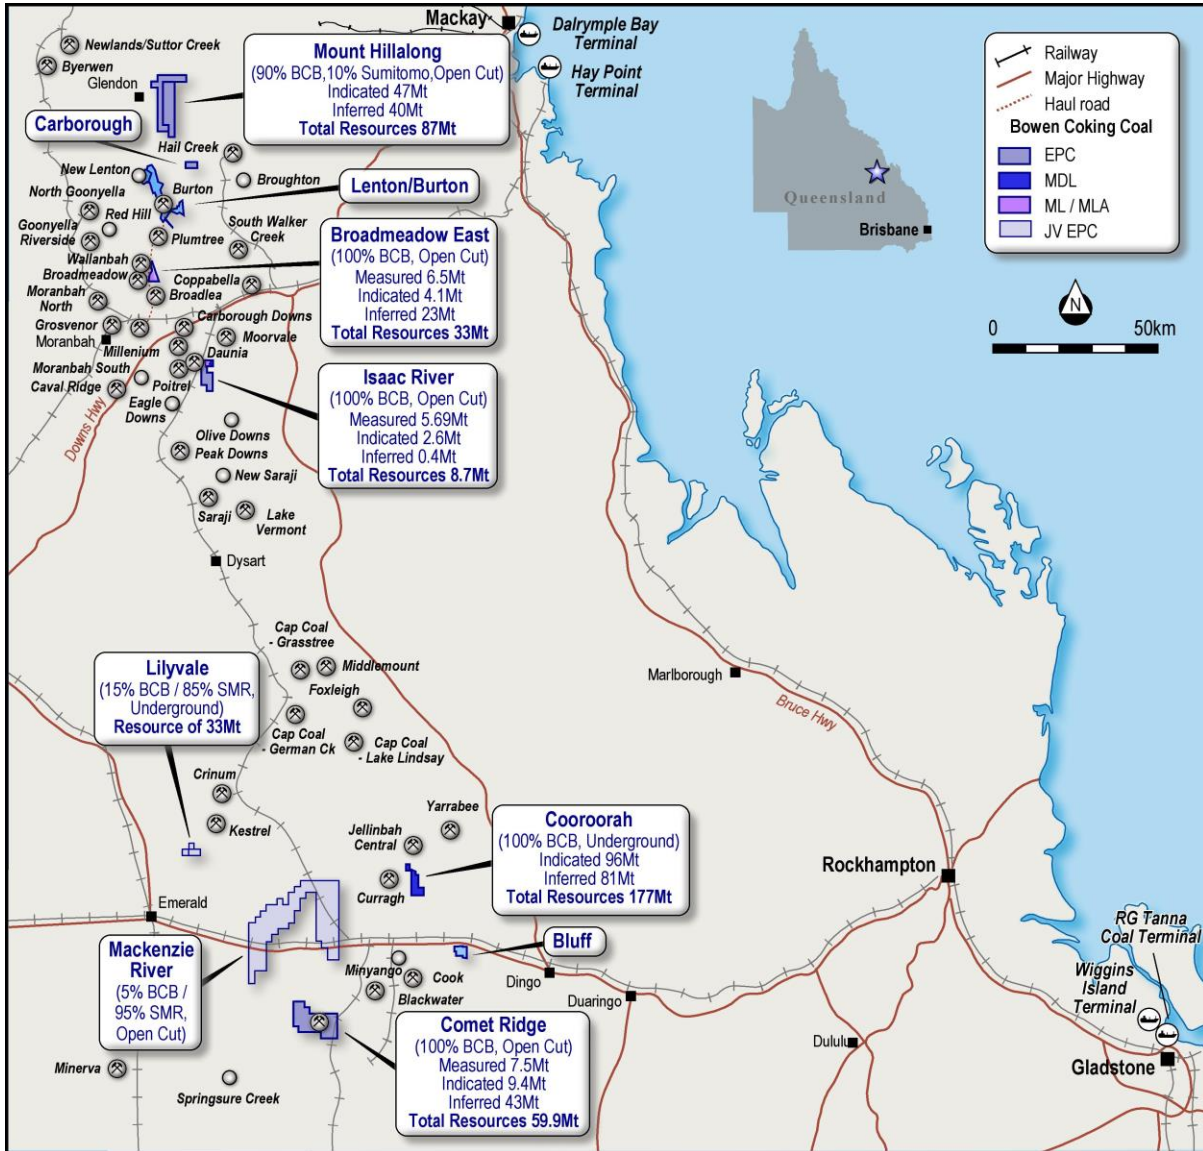 Mackay
Dalrymple Bay
Terminal
Hay Point
Terminal
Newlands/Suttor Creek
Byerwen
Glendon
Mount Hillalong
(90% BCB,10% Sumitomo,Open Cut)
Indicated 47Mt
Inferred 40Mt
Total Resources 87Mt
Railway
Major Highway
Haul road
Bowen Coking Coal
EPC
MDL
ML / MLA
JV EPC
Queensland
Brisbane
N
0
50km
Carborough
Hail Creek
New Lenton
Broughton
Burton
Lenton/Burton
North Goonyella
Red Hill
Goonyella
Riverside
Plumtree
South Walker
Creek
Wallanbah
Broadmeadow
Broadmeadow East
(100% BCB, Open Cut)
Measured 6.5Mt
Indicated 4.1Mt
Inferred 23Mt
Total Resources 33Mt
Coppabella
Broadlea
Moranbah
North
Grosvenor
Moranbah
Carborough Downs
Moorvale
Millenium
Daunia
Moranbah South
Poitrel
Caval Ridge
Eagle
Downs
Isaac River
(100% BCB, Open Cut)
Measured 5.69Mt
Indicated 2.6Mt
Inferred 0.4Mt
Total Resources 8.7Mt
Downs Hwy
Olive Downs
Peak Downs
New Saraji
Saraji
Lake
Vermont
Dysart
Cap Coal
- Grasstree
Middlemount
Foxleigh
Cap Coal
- German Ck
Cap Coal
- Lake Lindsay
Marlborough
Bruce Hwy
Lilyvale
(15% BCB / 85% SMR,
Underground)
Resource of 33Mt
Crinum
Kestrel
Yarrabee
Jellinbah
Central
Curragh
Cooroorah
(100% BCB, Underground)
Indicated 96Mt
Inferred 81Mt
Total Resources 177Mt
Rockhampton
Emerald
Bluff
RG Tanna
Coal Terminal
Wiggins
Island
Terminal
Mackenzie
River
(5% BCB /
95% SMR,
Open Cut)
Minyango
Cook
Blackwater
Dingo
Duaringo
Dululu
Gladstone
Comet Ridge
(100% BCB, Open Cut)
Measured 7.5Mt
Indicated 9.4Mt
Inferred 43Mt
Total Resources 59.9Mt
Minerva
Springsure Creek